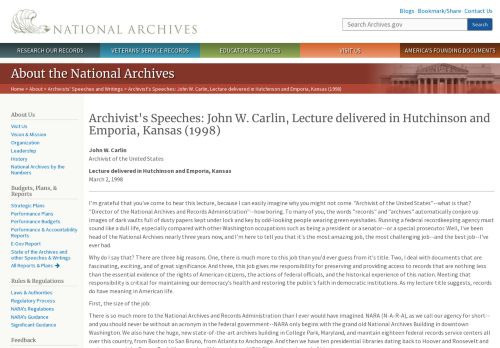 Blogs · Bookmark/Share · Contact Us
NATIONAL ARCHIVES
Search Archives.gov
Search
RESEARCH OUR RECORDS
VETERANS' SERVICE RECORDS
EDUCATOR RESOURCES
VISIT US
AMERICA'S FOUNDING DOCUMENTS
About the National Archives
Home > About > Archivists' Speeches and Writings > Archivist's Speeches: John W. Carlin, Lecture delivered in Hutchinson and Emporia, Kansas (1998)
About Us
Visit Us
Vision & Mission
Organization
Leadership
History
National Archives by the
Numbers
Budgets, Plans, &
Reports
Strategic Plans
Performance Plans
Performance Budgets
Performance & Accountability
Reports
E-Gov Report
State of the Archives and
other Speeches & Writings
All Reports & Plans
Rules & Regulations
Laws & Authorities
Regulatory Process
NARA's Regulations
NARA's Guidance
Significant Guidance
Feedback
Archivist's Speeches: John W. Carlin, Lecture delivered in Hutchinson and
Emporia, Kansas (1998)
John W. Carlin
Archivist of the United States
Lecture delivered in Hutchinson and Emporia, Kansas
March 2, 1998
I'm grateful that you've come to hear this lecture, because I can easily imagine why you might not come. "Archivist of the United States"--what is that?
"Director of the National Archives and Records Administration"--how boring. To many of you, the words "records" and "archives" automatically conjure up
images of dark vaults full of dusty papers kept under lock and key by odd-looking people wearing green eyeshades. Running a federal recordkeeping agency must
sound like a dull life, especially compared with other Washington occupations such as being a president or a senator--or a special prosecutor. Well, I've been
head of the National Archives nearly three years now, and I'm here to tell you that it's the most amazing job, the most challenging job--and the best job--I've
ever had.
Why do I say that? There are three big reasons. One, there is much more to this job than you'd ever guess from it's title. Two, I deal with documents that are
fascinating, exciting, and of great significance. And three, this job gives me responsibility for preserving and providing access to records that are nothing less
than the essential evidence of the rights of American citizens, the actions of federal officials, and the historical experience of this nation. Meeting that
responsibility is critical for maintaining our democracy's health and restoring the public's faith in democratic institutions. As my lecture title suggests, records
do have meaning in American life.
First, the size of the job.
There is so much more to the National Archives and Records Administration than I ever would have imagined. NARA (N-A-R-A), as we call our agency for short--
and you should never be without an acronym in the federal government--NARA only begins with the grand old National Archives Building in downtown
Washington. We also have the huge, new state-of-the-art archives building in College Park, Maryland, and maintain sixteen federal records service centers all
over this country, from Boston to San Bruno, from Atlanta to Anchorage. And then we have ten presidential libraries dating back to Hoover and Roosevelt and